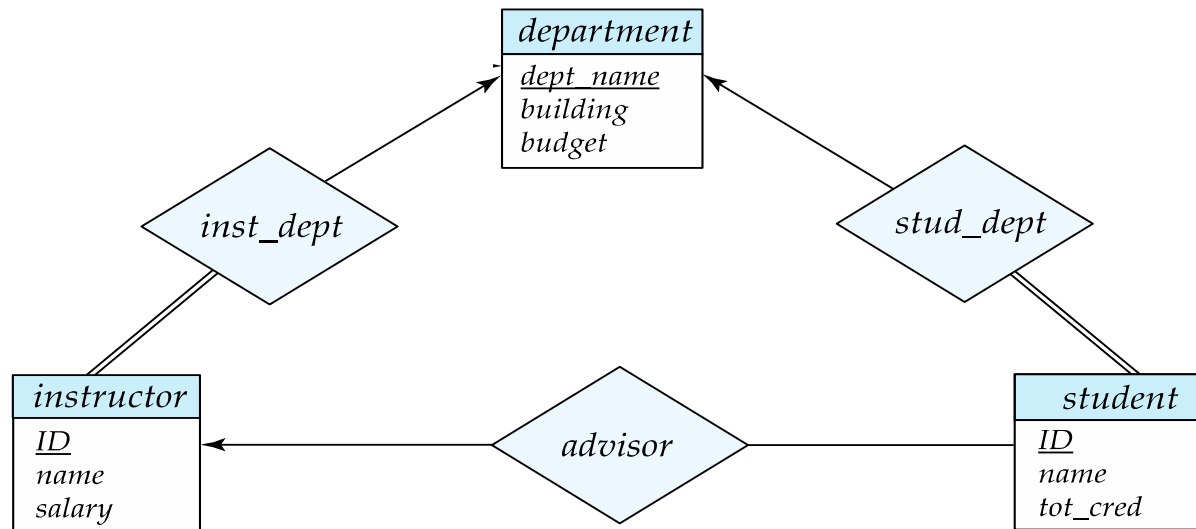 department
dept_name
building
budget
inst_dept
stud_dept
instructor
ID
name
salary
advisor
student
ID
name
tot_cred